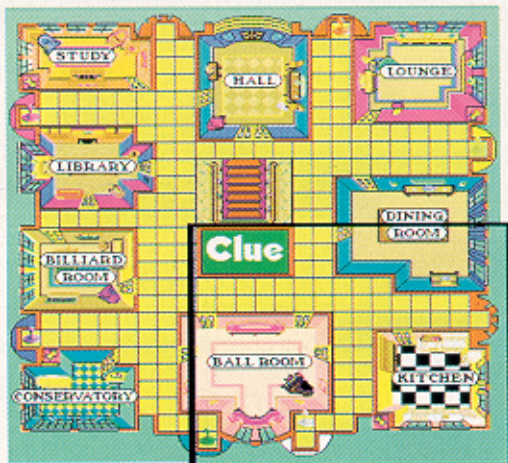 STUDY
HALL
LOUNGE
LIBRARY
DINING
ROOM
Clue
BILLIARD
ROOM
BALL ROOM
KITCHEN
CONSERVATORY